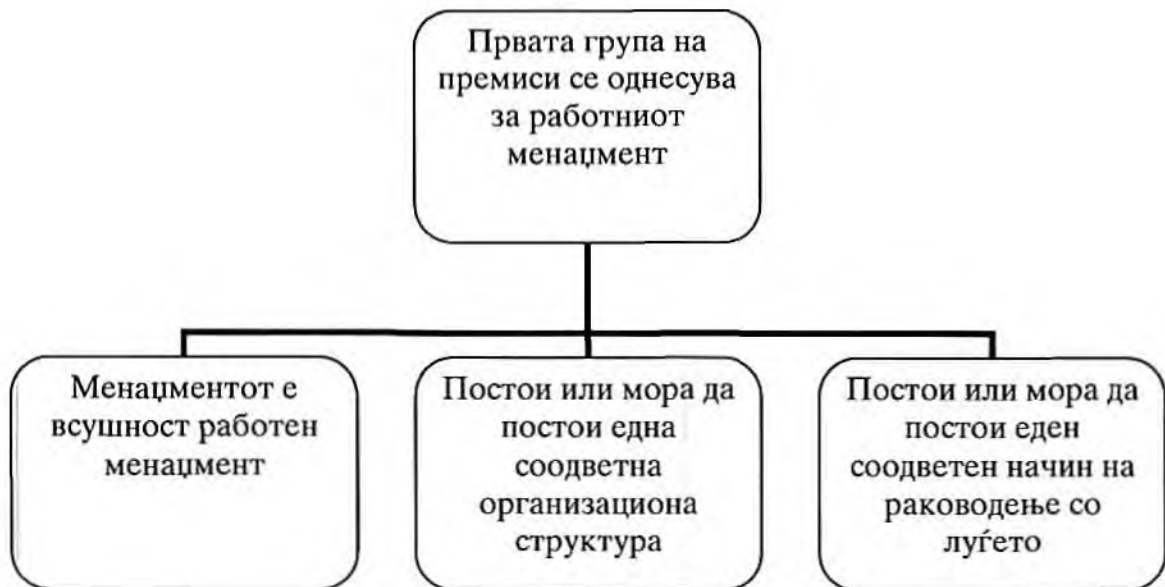 Првата група на
премиси се однесува
за работниот
менаџмент
Менаџментот е
всушност работен
менаџмент
Постои или мора да
постои една
соодветна
организациона
структура
Постои или мора да
постои еден
соодветен начин на
раководење со
луѓето